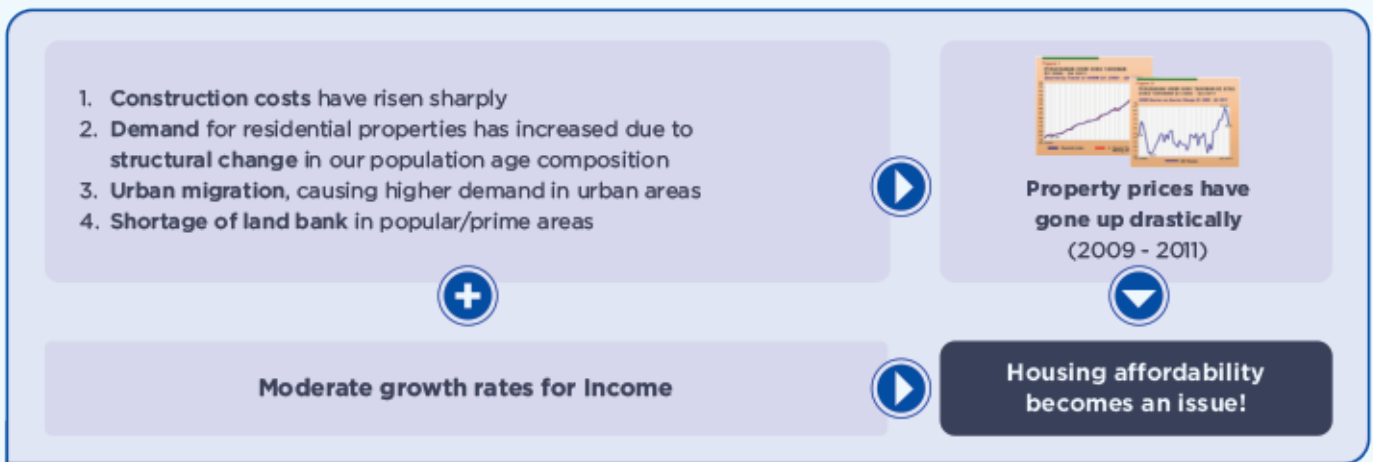 1. Construction costs have risen sharply
2. Demand for residential properties has increased due to
structural change in our population age composition
3. Urban migration, causing higher demand in urban areas
4. Shortage of land bank in popular/prime areas
Property prices have
gone up drastically
(2009 - 2011)
Moderate growth rates for Income
Housing affordability
becomes an issue!